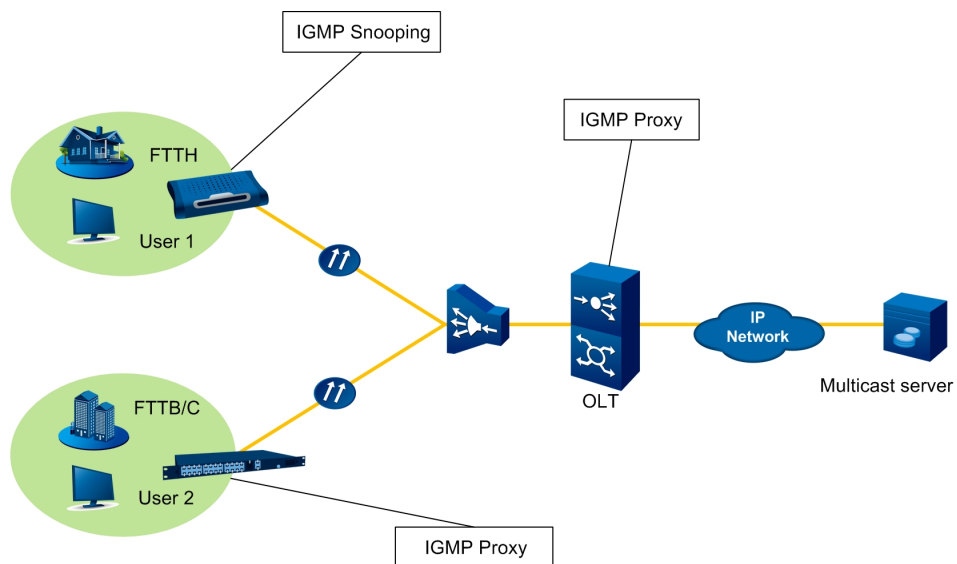 IGMP Snooping
IGMP Proxy
FTTH
User 1
IP
Network
Multicast server
OLT
FTTB/C
User 2
IGMP Proxy